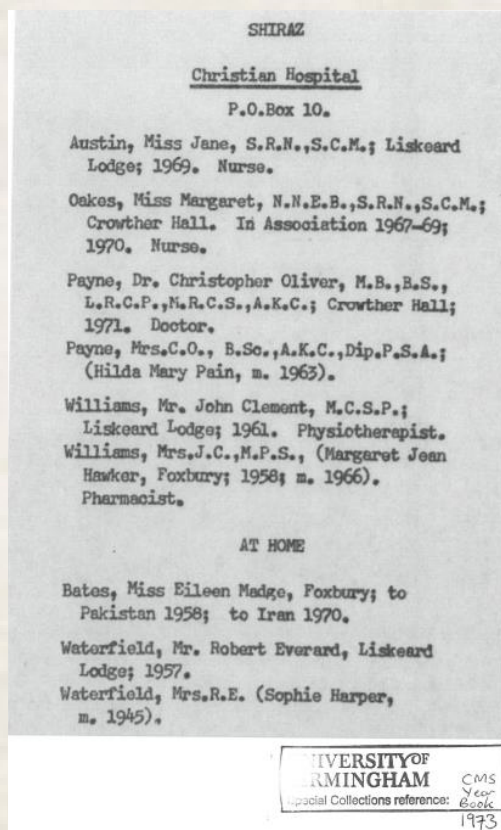 SHIRAZ
Christian Hospital
P.O.Box 10.
Austin, Miss Jane, S.R.N.,S.C.M.; Liskeard
Lodge; 1969. Nurse.
Oakes, Miss Margaret, N.N.E.B.,S.R.N.,S.C.M.;
Crowther Hall. In Association 1967-69;
1970. Nurse.
Payne, Dr. Christopher Oliver, M.B.,B.S.,
L.R.C.P.,M.R.C.S.,A.K.C.; Crowther Hall;
1971. Doctor.
Payne, Mrs.C.O., B.Sc.,A.K.C.,Dip.P.S.A.;
(Hilda Mary Pain, m. 1963).
Williams, Mr. John Clement, M.C.S.P.;
Liskeard Lodge; 1961. Physiotherapist.
Williams, Mrs.J.C.,M.P.S., (Margaret Jean
Hawker, Foxbury; 1958; m. 1966).
Pharmacist.
AT HOME
Bates, Miss Eileen Madge, Foxbury; to
Pakistan 1958; to Iran 1970.
Waterfield, Mr. Robert Everard, Liskeard
Lodge; 1957.
Waterfield, Mrs.R.E. (Sophie Harper,
m. 1945).
IVERSITY OF
RMINGHAM
Special Collections reference:
CMS
Year
Book
1973